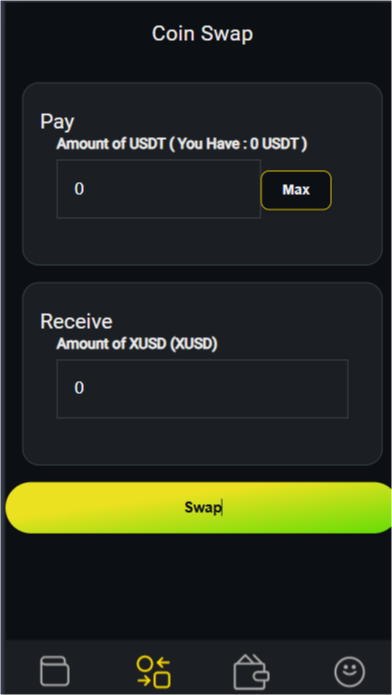 Coin Swap
Pay
Amount of USDT ( You Have : 0 USDT )
0
Max
Receive
Amount of XUSD (XUSD)
0
Swap